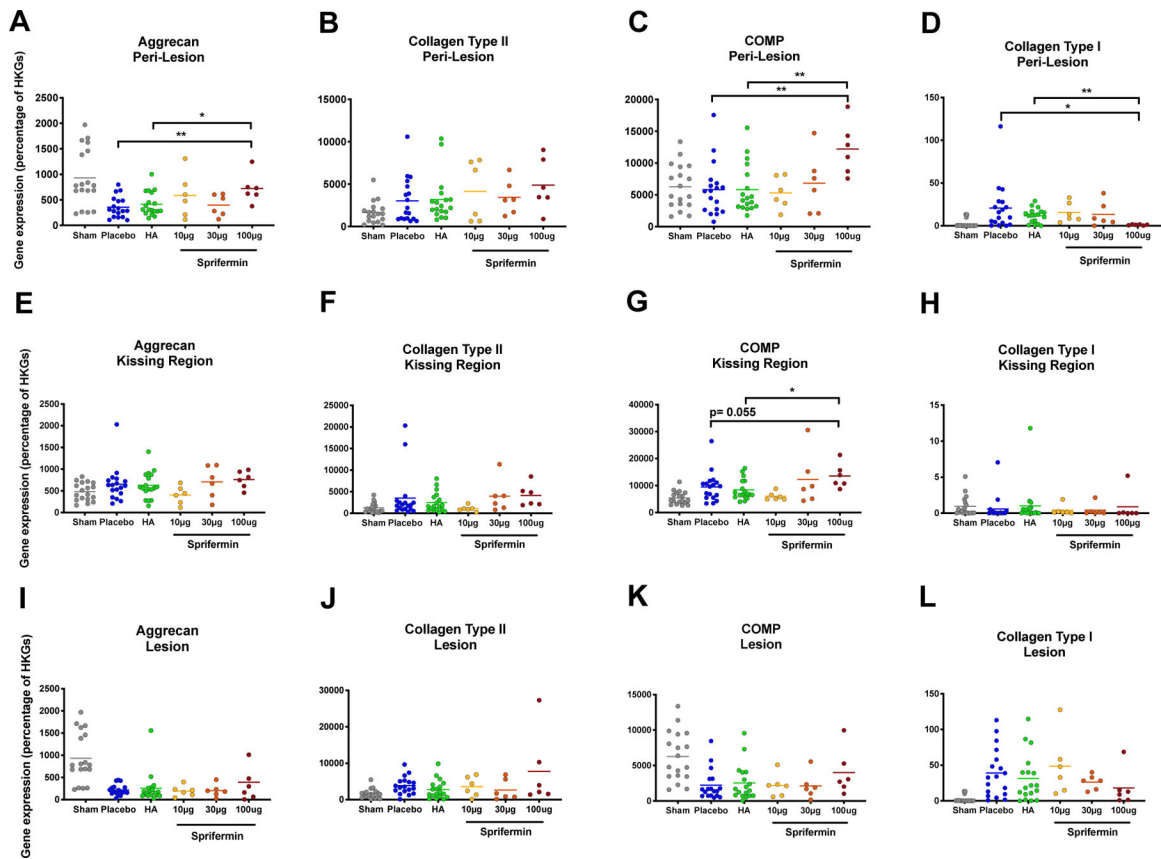 A
Aggrecan
Peri-Lesion
Gene expression (percentage of HKGs)
2500
2000
1500
1000
500
0
*
**
Sham Placebo HA 10µg 30µg 100µg
Sprifermin
B
Collagen Type II
Peri-Lesion
15000
10000
5000
0
Sham Placebo HA 10µg 30µg 100ug
Sprifermin
C
COMP
Peri-Lesion
20000
15000
10000
5000
0
**
**
Sham Placebo HA 10µg 30µg 100ug
Sprifermin
D
Collagen Type I
Peri-Lesion
150
100
50
0
**
*
Sham Placebo HA 10µg 30µg 100ug
Sprifermin
E
Aggrecan
Kissing Region
Gene expression (percentage of HKGs)
2500
2000
1500
1000
500
0
Sham Placebo HA 10µg 30µg 100ug
Sprifermin
F
Collagen Type II
Kissing Region
25000
20000
15000
10000
5000
0
Sham Placebo HA 10µg 30µg 100ug
Sprifermin
G
COMP
Kissing Region
40000
30000
20000
10000
0
*
p= 0.055
Sham Placebo HA 10µg 30µg 100ug
Sprifermin
H
Collagen Type I
Kissing Region
15
10
5
0
Sham Placebo HA 10µg 30µg 100µg
Sprifermin
I
Aggrecan
Lesion
Gene expression (percentage of HKGs)
2500
2000
1500
1000
500
0
Sham Placebo HA 10µg 30µg 100ug
Sprifermin
J
Collagen Type II
Lesion
30000
20000
10000
0
Sham Placebo HA 10µg 30µg 100ug
Sprifermin
K
COMP
Lesion
15000
10000
5000
0
Sham Placebo HA 10µg 30µg 100ug
Sprifermin
L
Collagen Type I
Lesion
150
100
50
0
Sham Placebo HA 10µg 30µg 100ug
Sprifermin